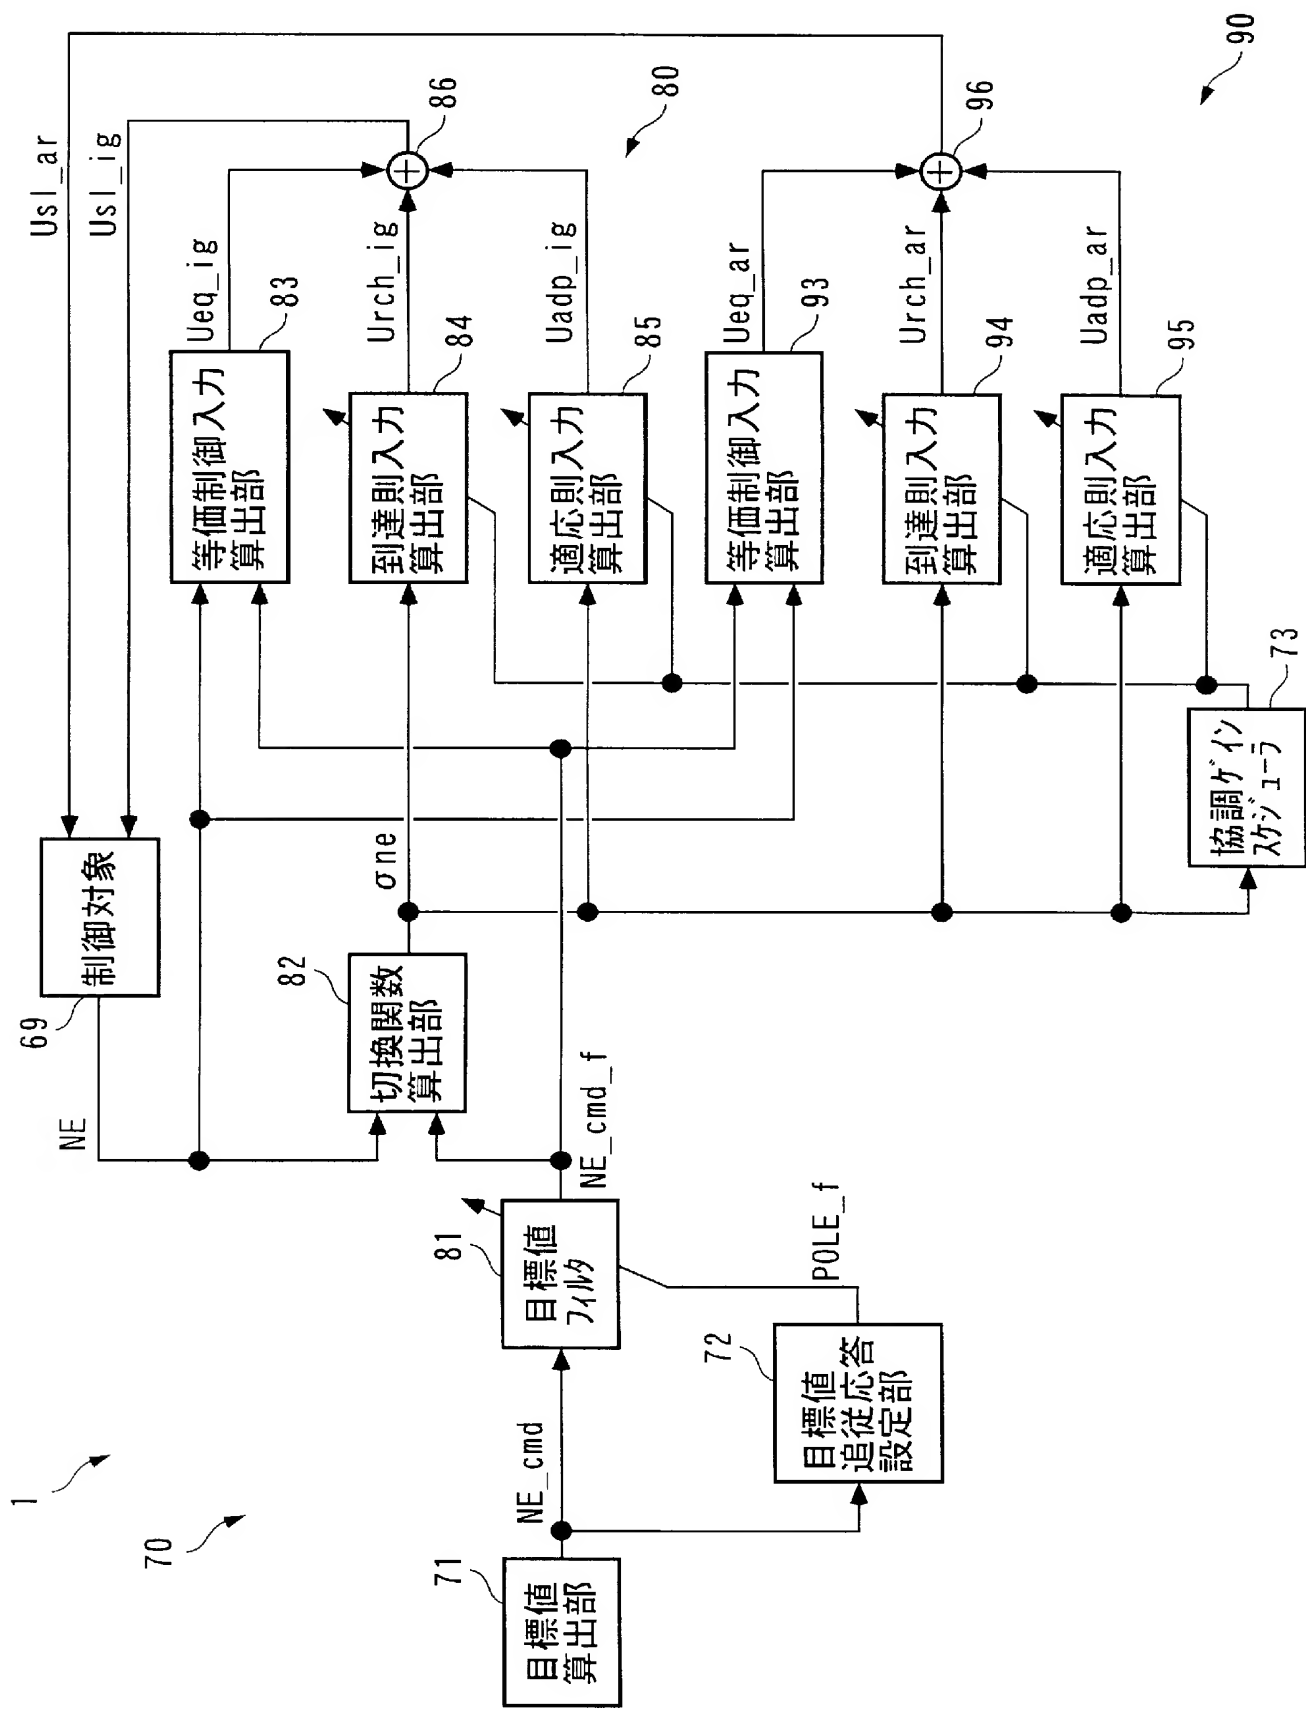 1
70
目標値
算出部
71
NE_cmd
目標値
追従応答
設定部
72
POLE_f
目標値
フィルタ
81
NE_cmd_f
NE
制御対象
69
切換関数
算出部
82
σne
協調ゲイン
スケジューラ
73
等価制御入力
算出部
83
Ueq_ig
到達則入力
算出部
84
Urch_ig
適応則入力
算出部
85
Uadp_ig
+
86
80
Usl_ar
Usl_ig
等価制御入力
算出部
93
Ueq_ar
到達則入力
算出部
94
Urch_ar
適応則入力
算出部
95
Uadp_ar
+
96
90